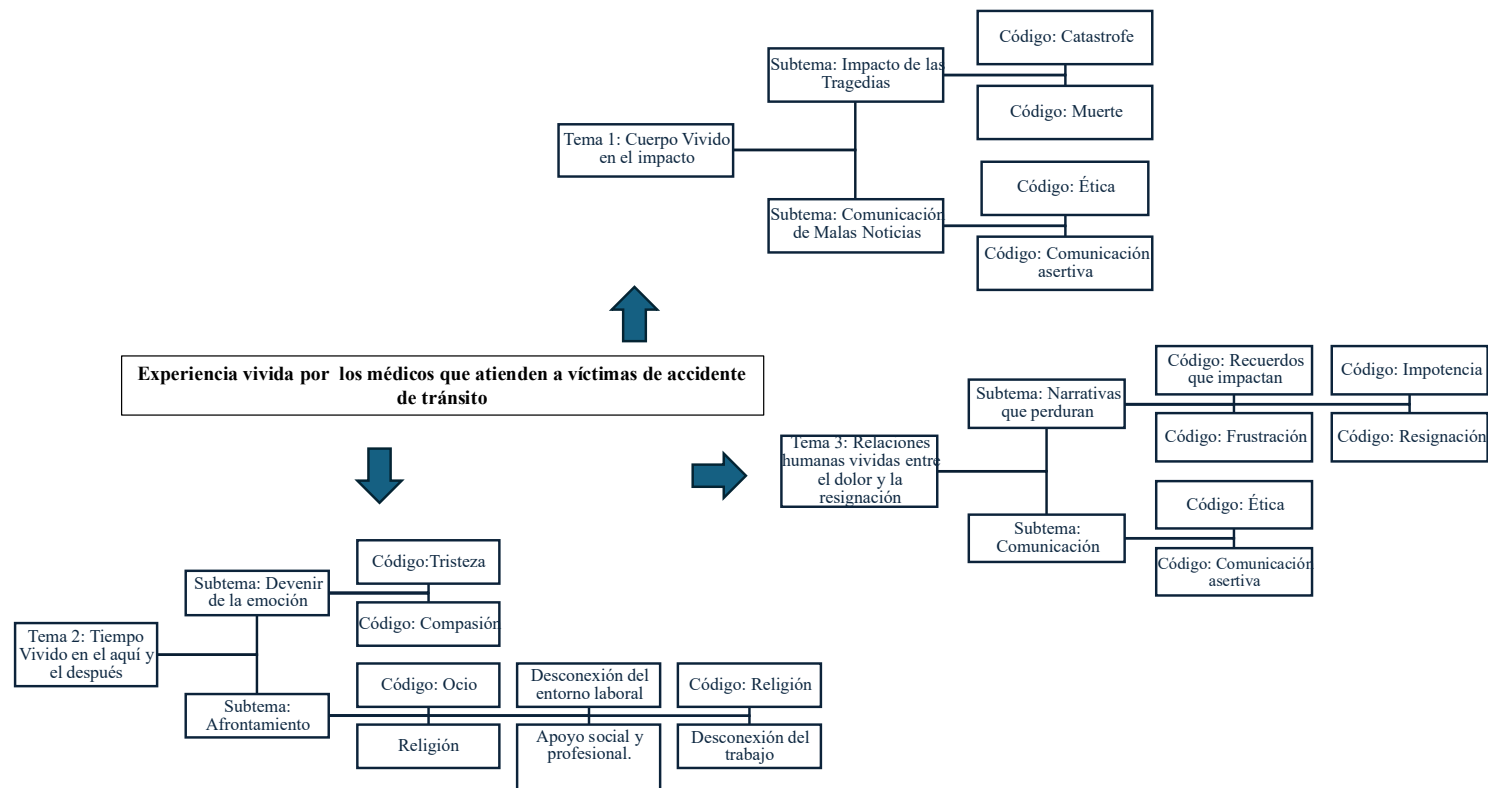 Código: Catastrofe
Subtema: Impacto de las
Tragedias
Código: Muerte
Tema 1: Cuerpo Vivido
en el impacto
Código: Ética
Subtema: Comunicación
de Malas Noticias
Código: Comunicación
asertiva
Experiencia vivida por los médicos que atienden a víctimas de accidente
de tránsito
Código: Recuerdos
que impactan
Código: Impotencia
Subtema: Narrativas
que perduran
Código: Frustración
Código: Resignación
Tema 3: Relaciones
humanas vividas entre
el dolor y la
resignación
Código: Ética
Subtema:
Comunicación
Código: Comunicación
asertiva
Código:Tristeza
Subtema: Devenir
de la emoción
Código: Compasión
Tema 2: Tiempo
Vivido en el aquí y
el después
Código: Ocio
Desconexión del
entorno laboral
Código: Religión
Subtema:
Afrontamiento
Religión
Apoyo social y
profesional.
Desconexión del
trabajo